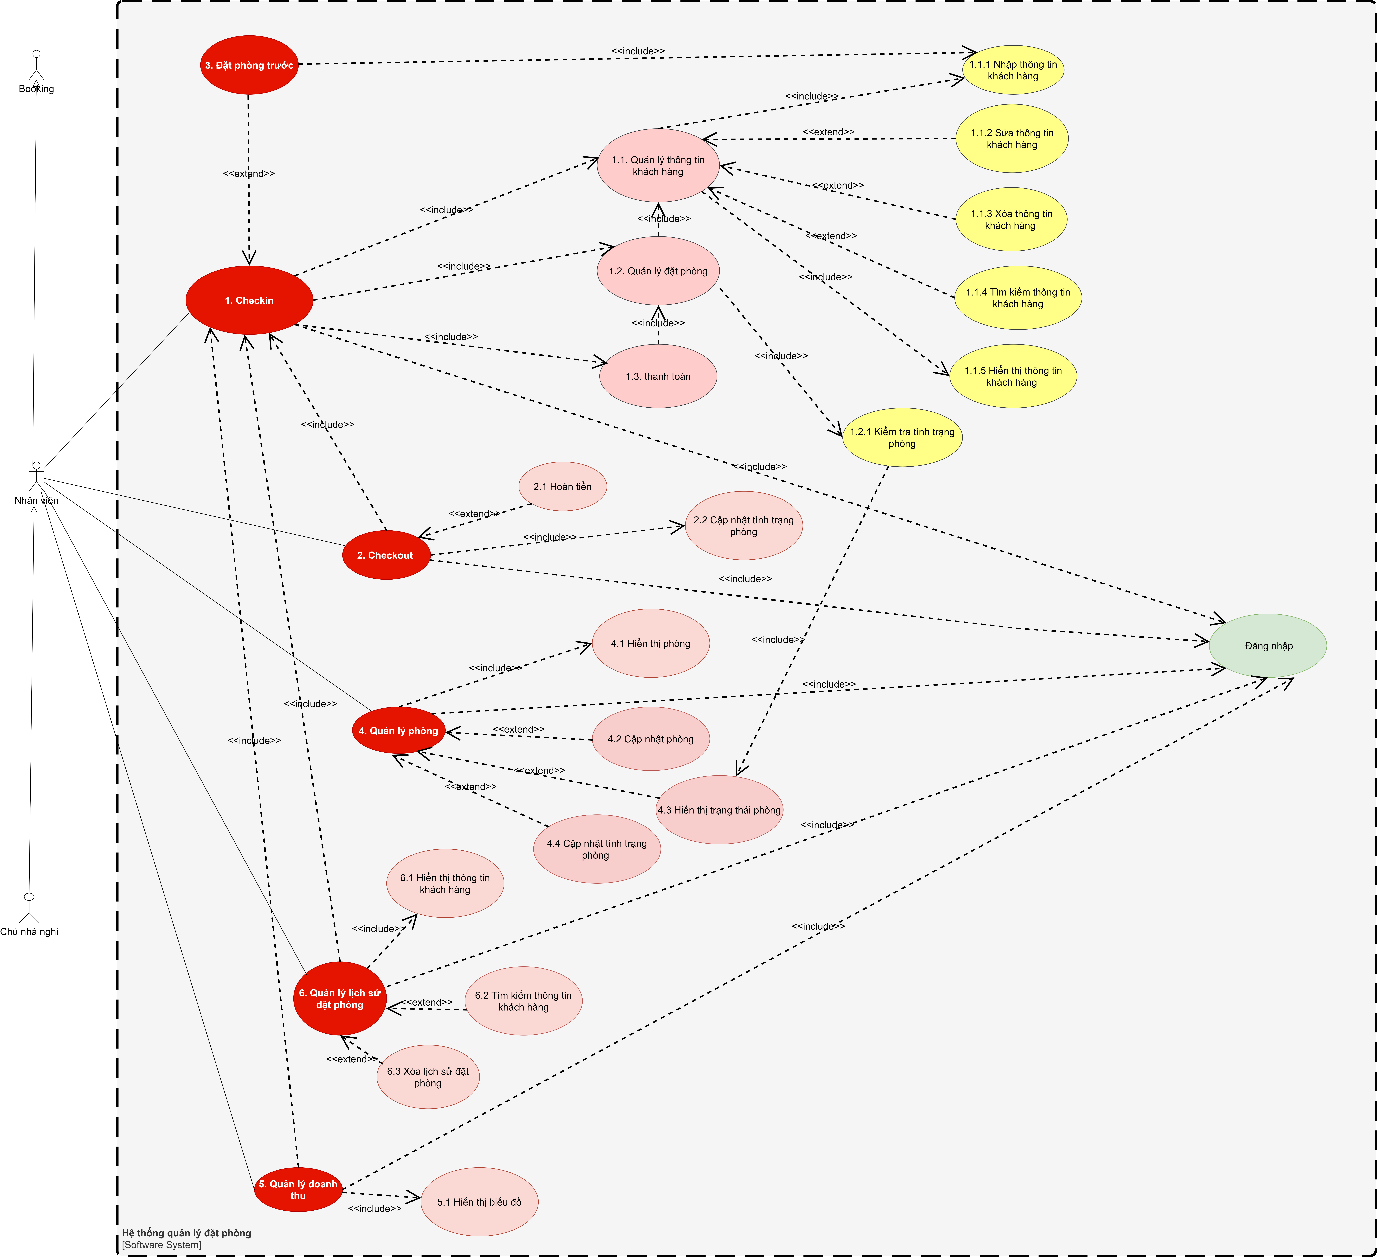 3. Đặt phòng trước
<<include>>
1.1.1 Nhập thông tin
khách hàng
Booking
<<include>>
1.1.2 Sửa thông tin
khách hàng
<<extend>>
1.1. Quản lý thông tin
khách hàng
<<extend>>
<<extend>>
1.1.3 Xóa thông tin
khách hàng
<<include>>
<<include>>
<<extend>>
1.2. Quản lý đặt phòng
<<include>>
<<include>>
1.1.4 Tìm kiếm thông tin
khách hàng
1. Checkin
<<include>>
<<include>>
<<include>>
1.1.5 Hiển thị thông tin
khách hàng
1.3. thanh toán
<<include>>
<<include>>
1.2.1 Kiểm tra tình trạng
phòng
<<include>>
Nhân viên
2.1 Hoàn tiền
<<extend>>
2.2 Cập nhật tình trạng
phòng
<<include>>
2. Checkout
<<include>>
4.1 Hiển thị phòng
<<include>>
Đăng nhập
<<include>>
<<include>>
<<include>>
4. Quản lý phòng
<<extend>>
4.2 Cập nhật phòng
<<include>>
<<extend>>
<<extend>>
4.3 Hiển thị trạng thái phòng
<<include>>
4.4 Cập nhật tình trạng
phòng
6.1 Hiển thị thông tin
khách hàng
<<include>>
<<include>>
Chủ nhà nghỉ
6. Quản lý lịch sử
đặt phòng
<<extend>>
6.2 Tìm kiếm thông tin
khách hàng
<<extend>>
6.3 Xóa lịch sử đặt
phòng
5. Quản lý doanh
thu
<<include>>
5.1 Hiển thị biểu đồ
Hệ thống quản lý đặt phòng
[Software System]